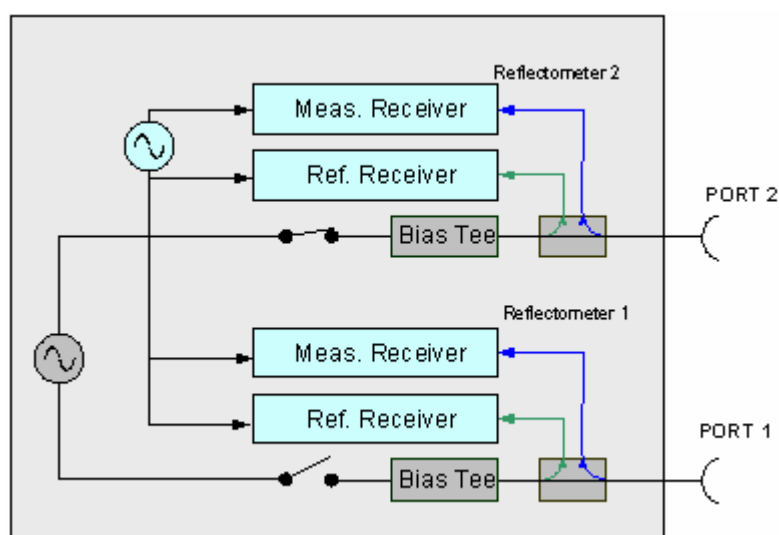 Reflectometer 2
Meas. Receiver
Ref. Receiver
PORT 2
Bias Tee
Reflectometer 1
Meas. Receiver
Ref. Receiver
PORT 1
Bias Tee